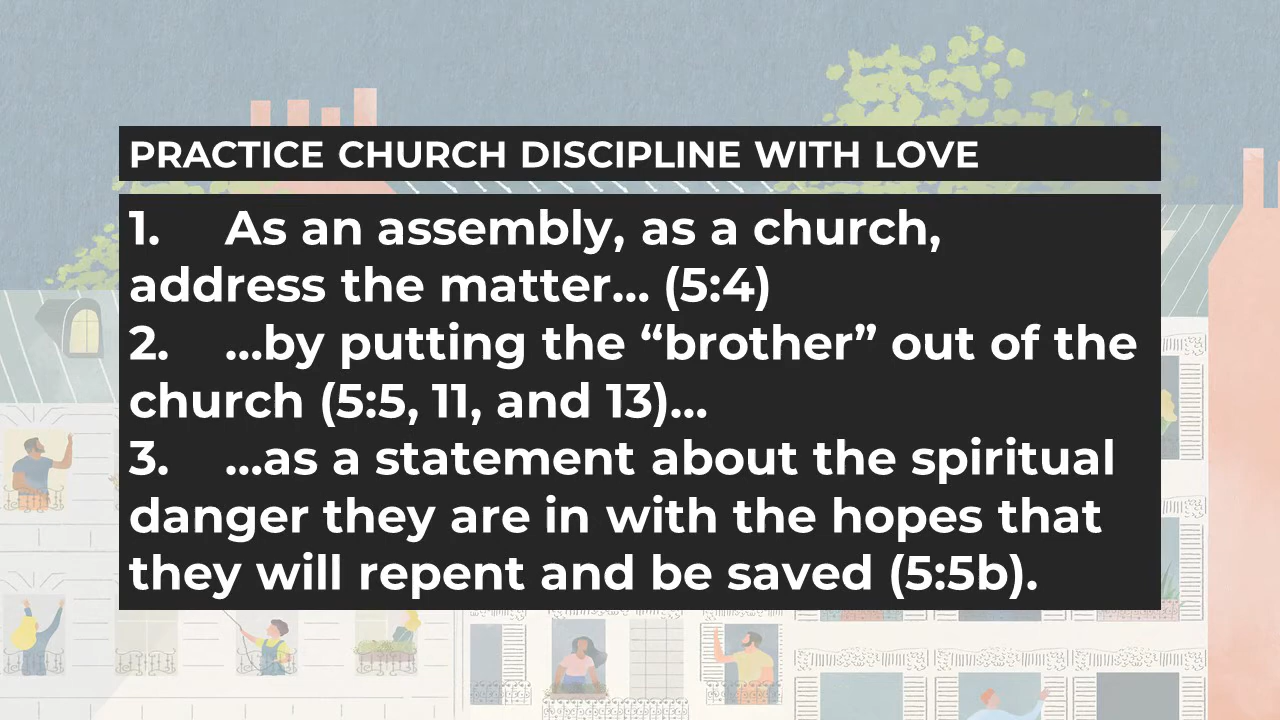 PRACTICE CHURCH DISCIPLINE WITH LOVE
1. As an assembly, as a church,
address the matter... (5:4)
2. ...by putting the “brother” out of the
church (5:5, 11, and 13)...
3. ...as a statement about the spiritual
danger they are in with the hopes that
they will repent and be saved (5:5b).